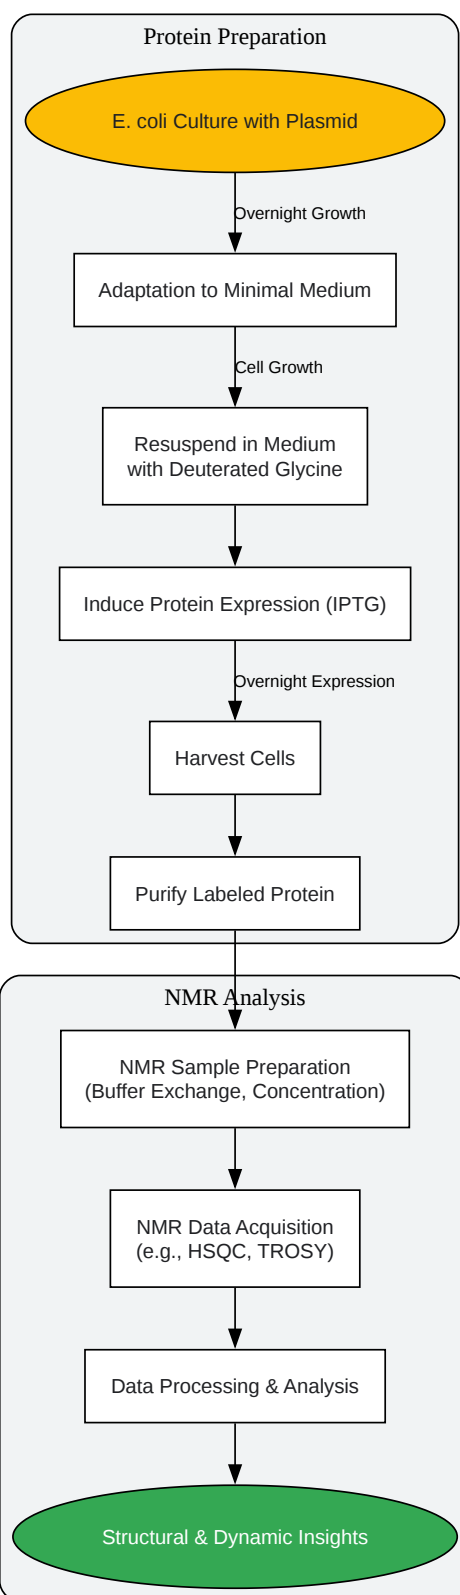 Protein Preparation
E. coli Culture with Plasmid
Overnight Growth
Adaptation to Minimal Medium
Cell Growth
Resuspend in Medium
with Deuterated Glycine
Induce Protein Expression (IPTG)
Overnight Expression
Harvest Cells
Purify Labeled Protein
NMR Analysis
NMR Sample Preparation
(Buffer Exchange, Concentration)
NMR Data Acquisition
(e.g., HSQC, TROSY)
Data Processing & Analysis
Structural & Dynamic Insights